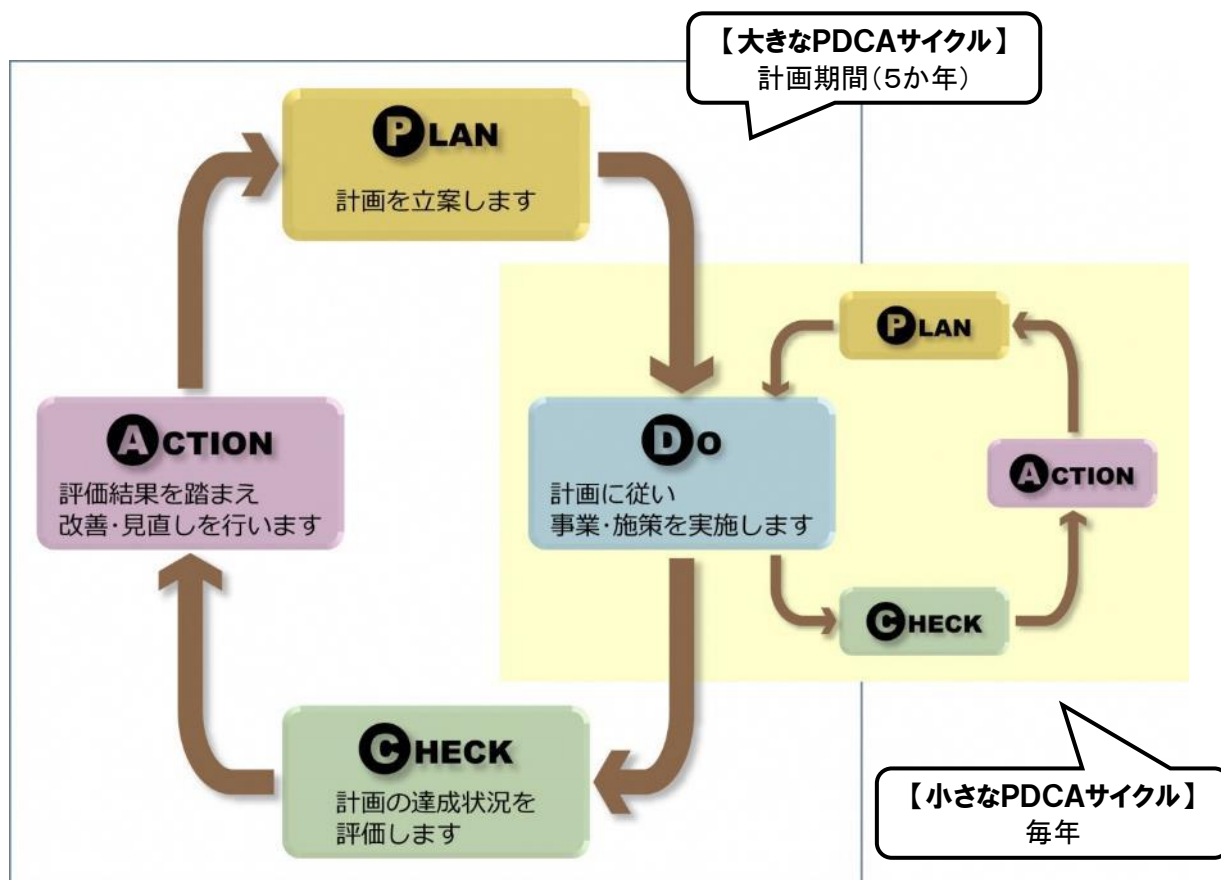 【大きなPDCAサイクル】
計画期間(5か年)
PLAN
計画を立案します
PLAN
ACTION
評価結果を踏まえ
改善・見直しを行います
DO
計画に従い
事業・施策を実施します
ACTION
CHECK
CHECK
計画の達成状況を
評価します
【小さなPDCAサイクル】
毎年